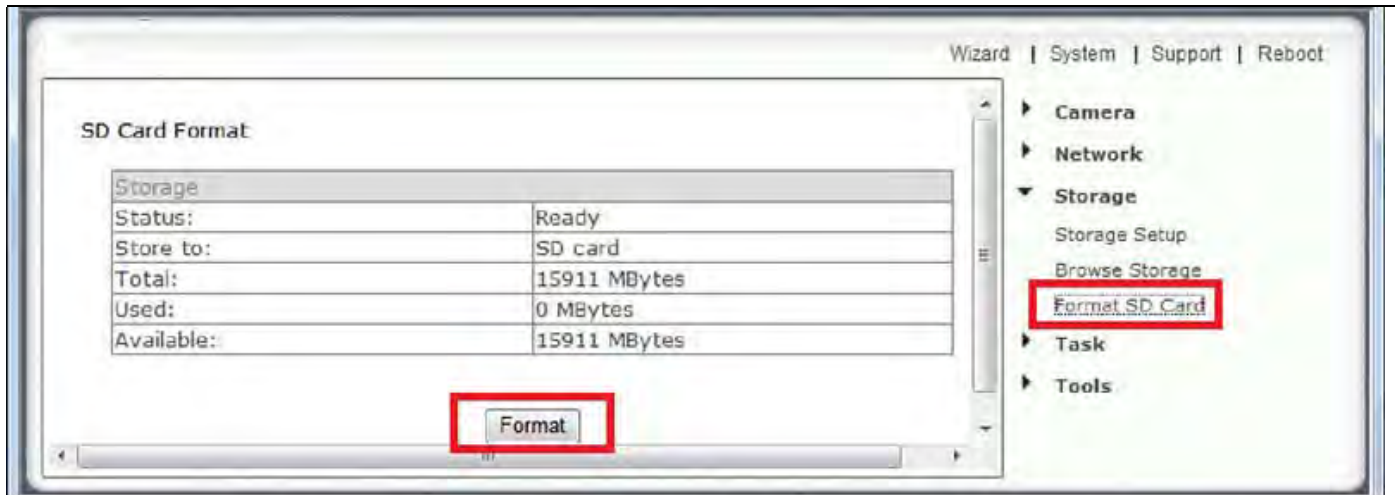 Wizard | System | Support | Reboot
SD Card Format
Storage
Status: Ready
Store to: SD card
Total: 15911 MBytes
Used: 0 MBytes
Available: 15911 MBytes
Format
Camera
Network
Storage
Storage Setup
Browse Storage
Format SD Card
Task
Tools